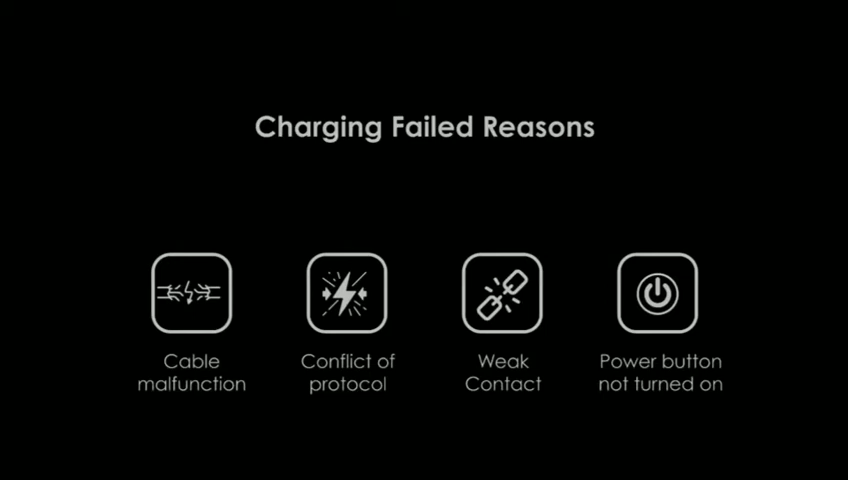 Charging Failed Reasons
Cable
malfunction
Conflict of
protocol
Weak
Contact
Power button
not turned on